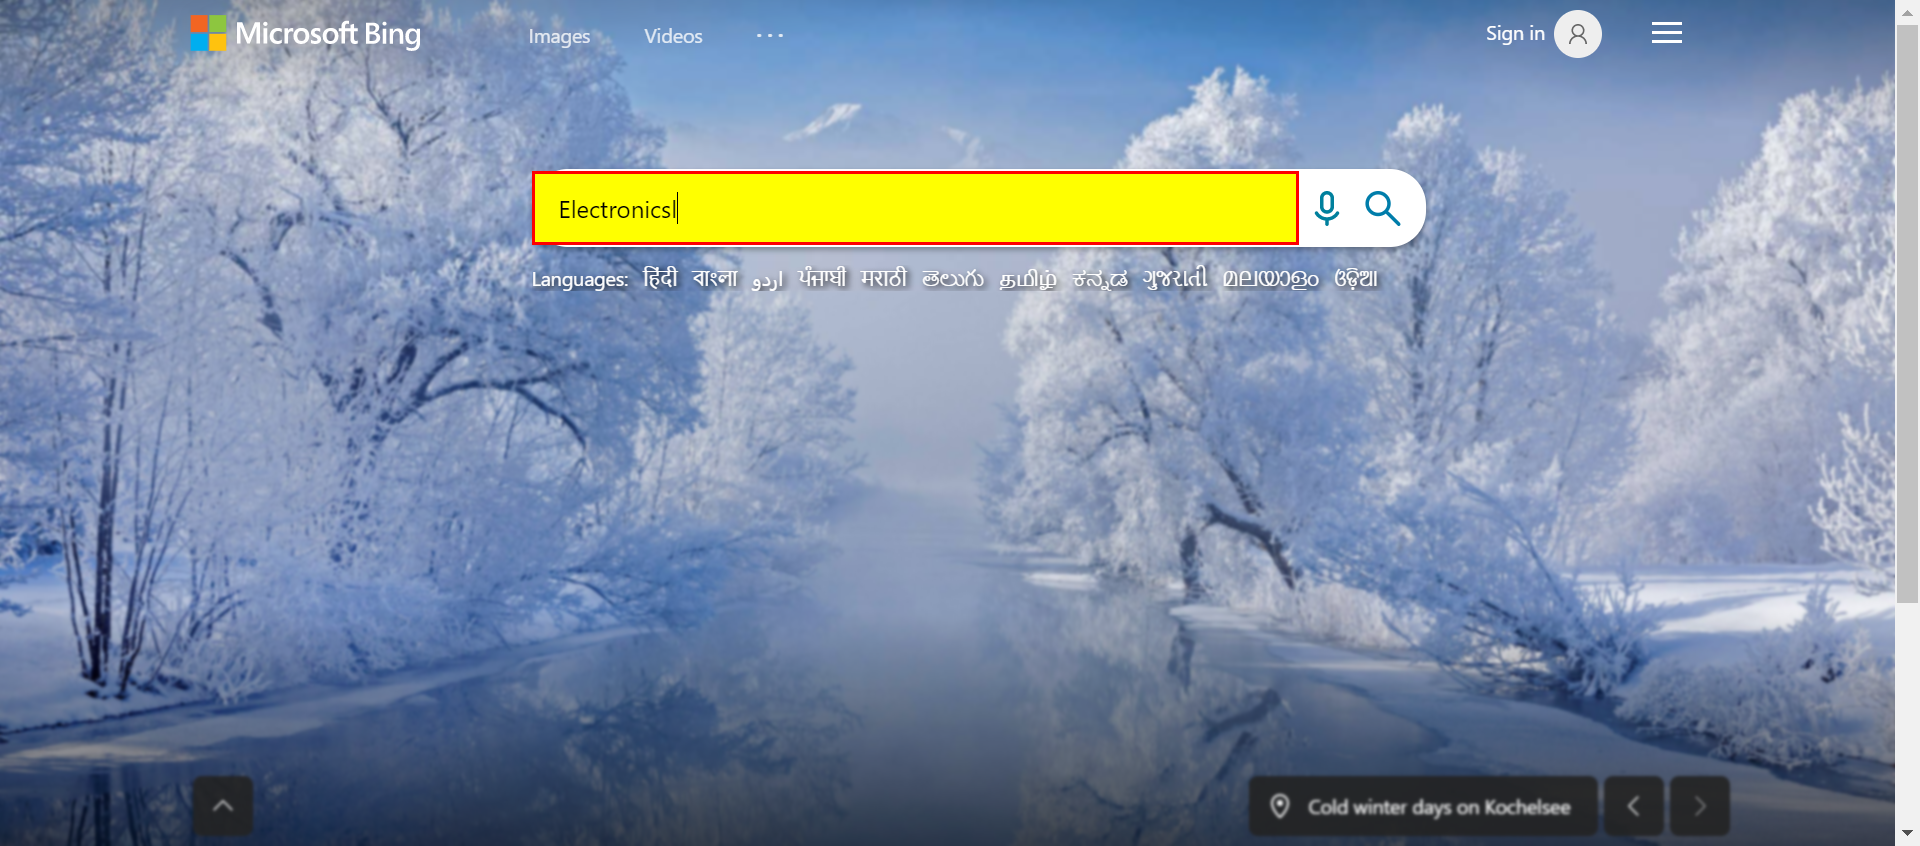 Microsoft Bing
Images Videos ...
Sign in
Electronicsl
Languages: हिंदी বাংলা اردو ਪੰਜਾਬੀ मराठी తెలుగు தமிழ் ಕನ್ನಡ ગુજરાતી മലയാളം ଓଡ଼ିଆ
Cold winter days on Kochelsee